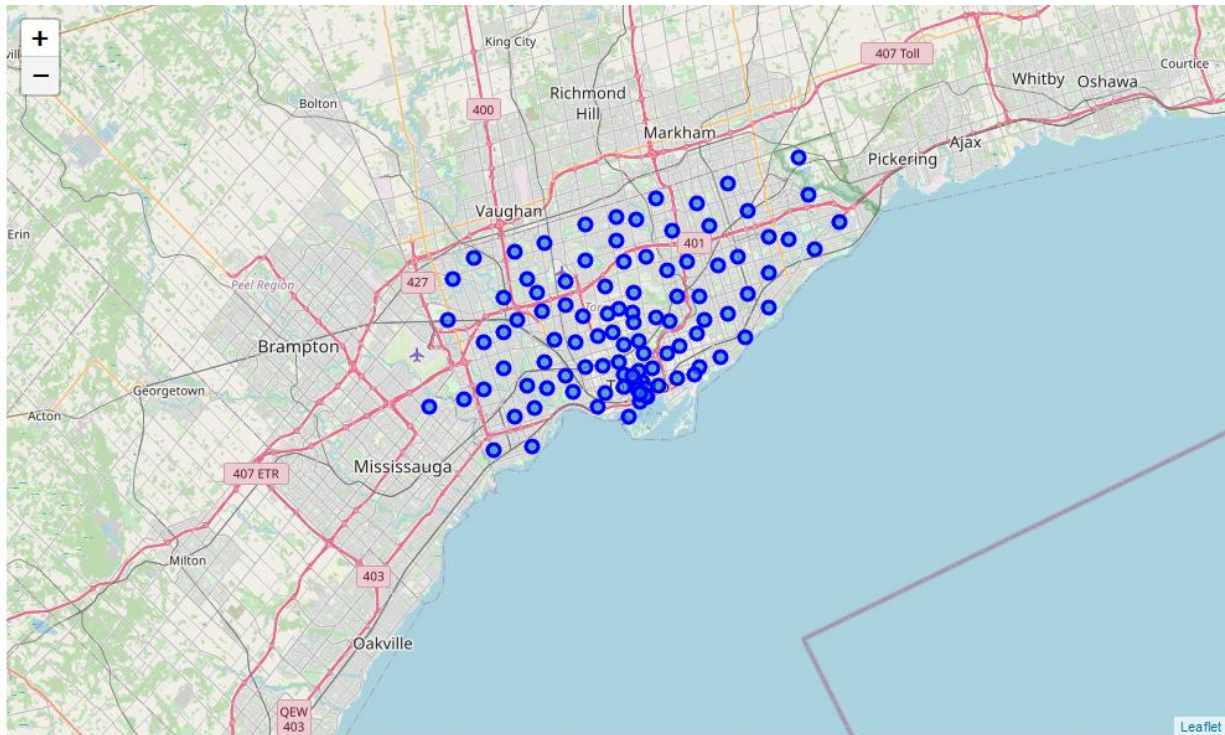 +
−
King City
407 Toll
Whitby
Oshawa
Courtice
Bolton
400
Richmond
Hill
Markham
Pickering
Ajax
Vaughan
Erin
401
427
Peel Region
Brampton
Georgetown
Acton
Mississauga
407 ETR
Milton
403
Oakville
QEW
403
Leaflet